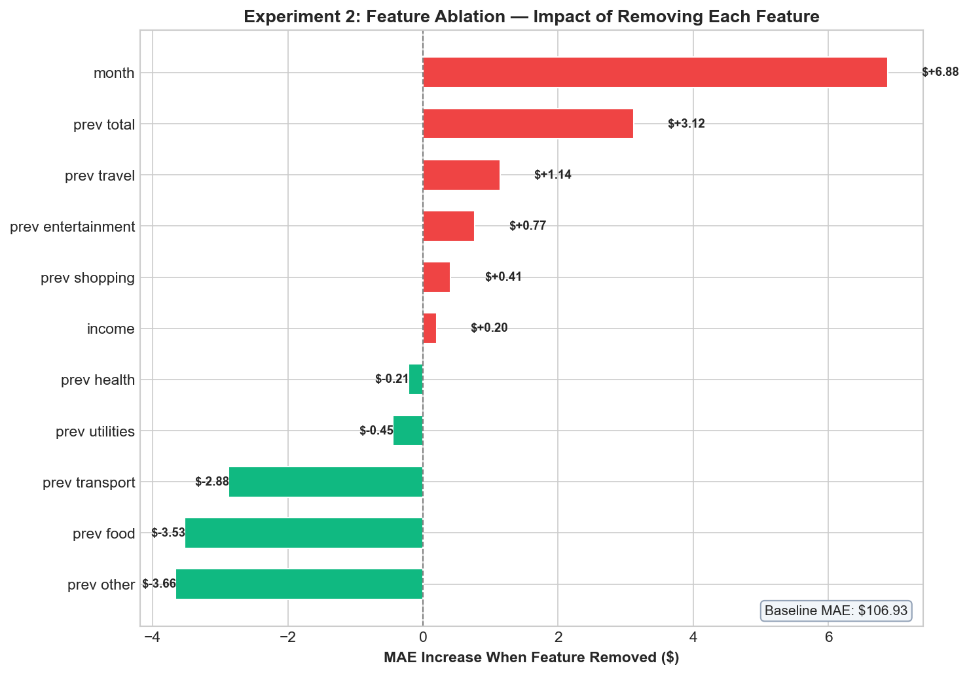 Experiment 2: Feature Ablation — Impact of Removing Each Feature
month $+6.88
prev total $+3.12
prev travel $+1.14
prev entertainment $+0.77
prev shopping $+0.41
income $+0.20
prev health $-0.21
prev utilities $-0.45
prev transport $-2.88
prev food $-3.53
prev other $-3.66
Baseline MAE: $106.93
−4 −2 0 2 4 6
MAE Increase When Feature Removed ($)